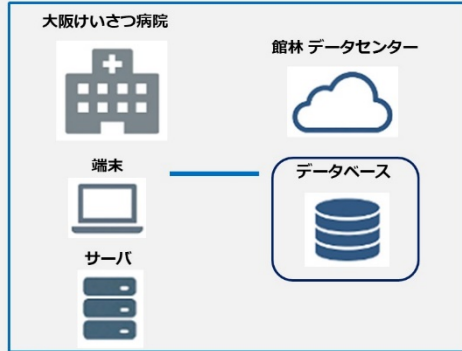 大阪けいさつ病院
館林 データセンター
端末
データベース
サーバ